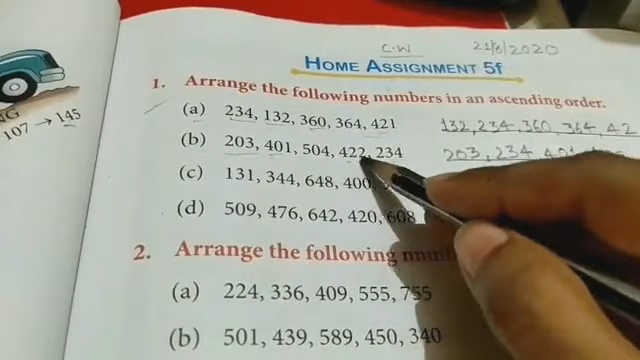 C.W 21/8/2020
HOME ASSIGNMENT 5f
1. Arrange the following numbers in an ascending order.
(a) 234, 132, 360, 364, 421 132, 234, 360, 364, 42
(b) 203, 401, 504, 422, 234 203, 234, 401
(c) 131, 344, 648, 400,
(d) 509, 476, 642, 420, 608
2. Arrange the following
(a) 224, 336, 409, 555, 755
(b) 501, 439, 589, 450, 340
107 → 145